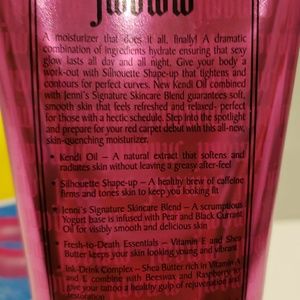 jwoww
A moisturizer that does it all, finally! A dramatic
combination of ingredients hydrate ensuring that sexy
glow lasts all day and all night. Give your body a
work-out with Silhouette Shape-up that tightens and
contours for perfect curves. New Kendi Oil combined
with Jenni's Signature Skincare Blend guarantees soft,
smooth skin that feels refreshed and relaxed- perfect
for those with a hectic schedule. Step into the spotlight
and prepare for your red carpet debut with this all-new,
skin-quenching moisturizer.
• Kendi Oil – A natural extract that softens and
radiates skin without leaving a greasy after-feel
• Silhouette Shape-up – A healthy brew of caffeine
firms and tones skin to keep you looking fit
• Jenni's Signature Skincare Blend – A scrumptious
Yogurt base is infused with Pear and Black Currant
Oil for visibly smooth and delicious skin
• Fresh-to-Death Essentials – Vitamin E and Shea
Butter keeps your skin looking young and vibrant
• Ink-Drink Complex – Shea Butter rich in Vitamin A
and E combine with Beeswax and Raspberry to
give your tattoo a healthy gulp of rejuvenation and
restoration